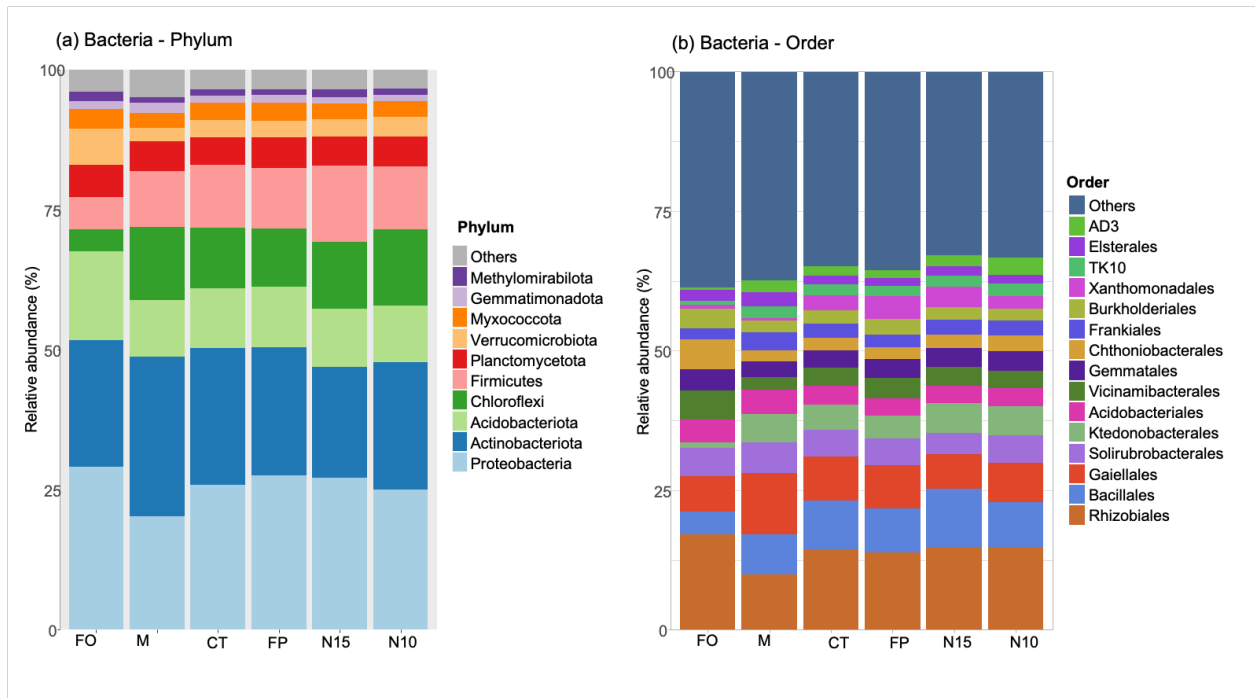 (a) Bacteria - Phylum
Relative abundance (%)
100
75
50
25
0
FO M CT FP N15 N10
Phylum
Others
Methylomirabilota
Gemmatimonadota
Myxococcota
Verrucomicrobiota
Planctomycetota
Firmicutes
Chloroflexi
Acidobacteriota
Actinobacteriota
Proteobacteria
(b) Bacteria - Order
Relative abundance (%)
100
75
50
25
0
FO M CT FP N15 N10
Order
Others
AD3
Elsterales
TK10
Xanthomonadales
Burkholderiales
Frankiales
Chthoniobacterales
Gemmatales
Vicinamibacterales
Acidobacteriales
Ktedonobacterales
Solirubrobacterales
Gaiellales
Bacillales
Rhizobiales